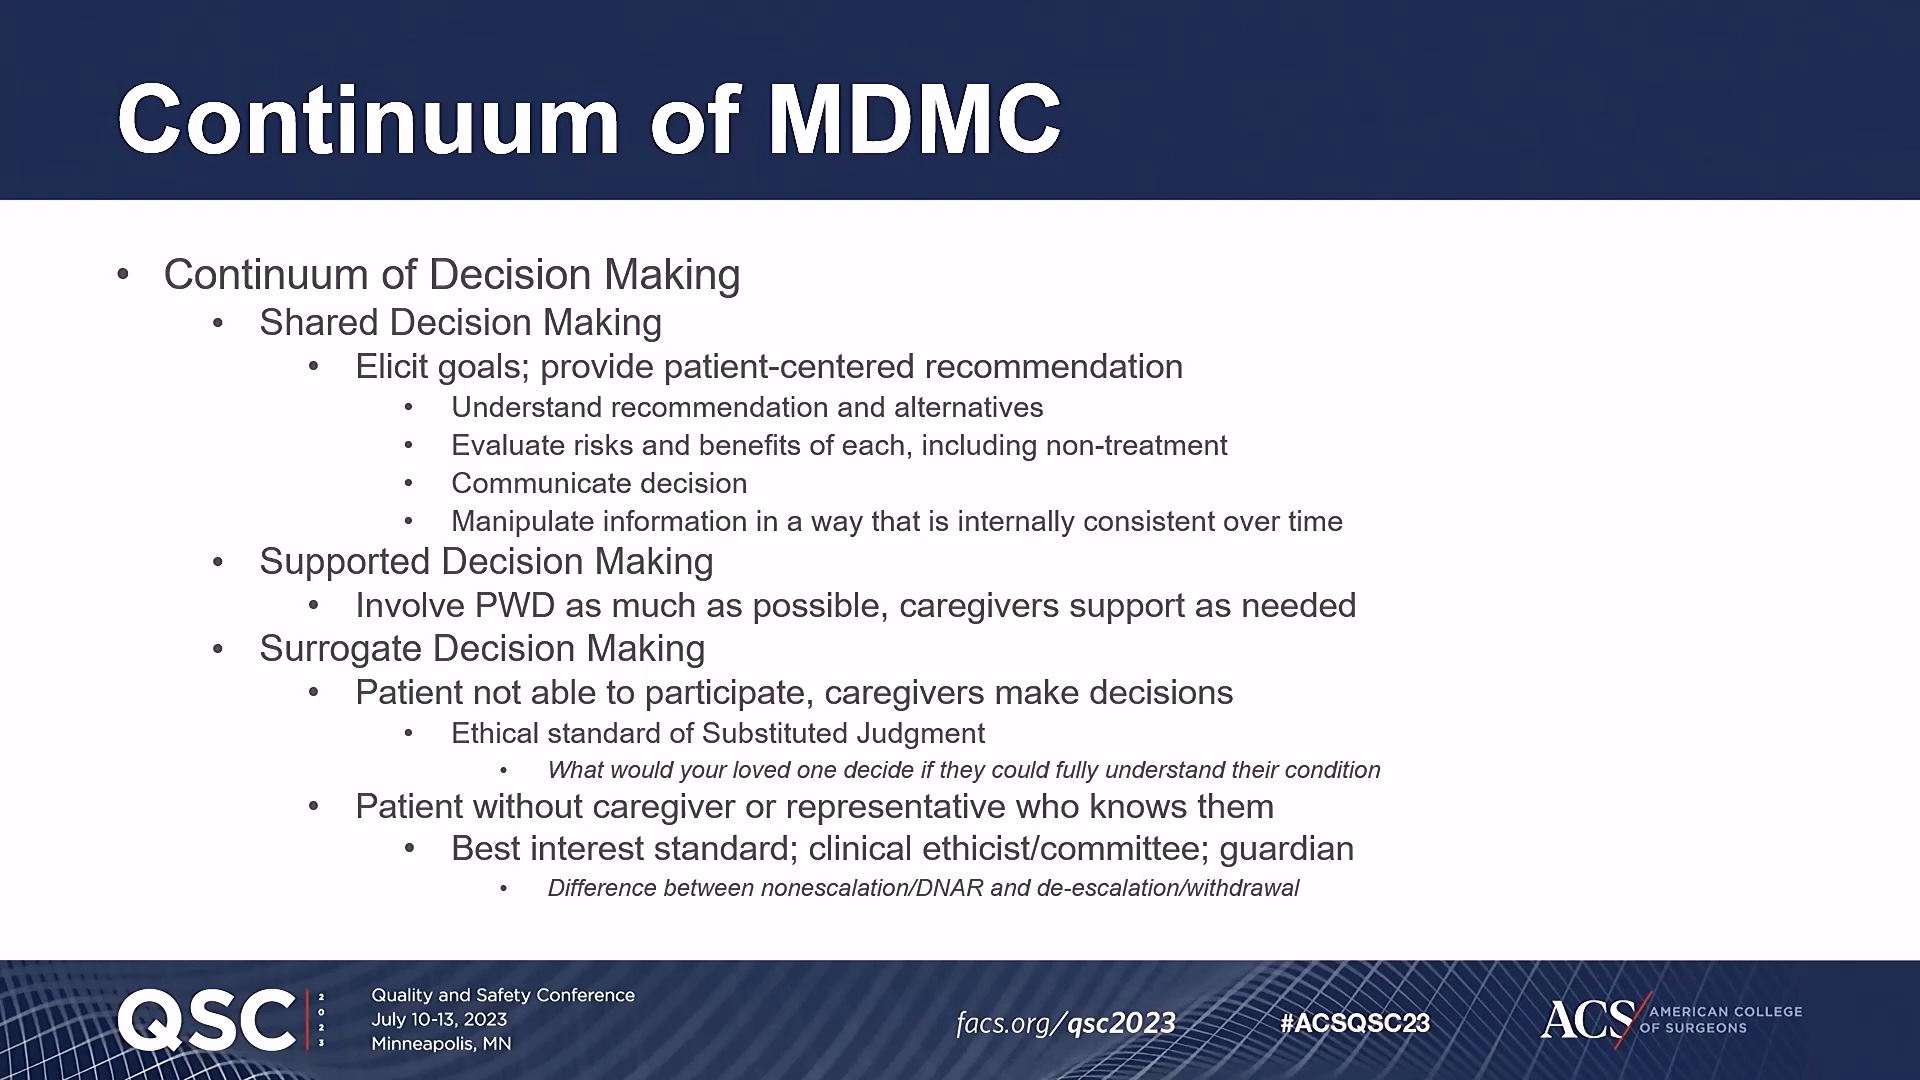 Continuum of MDMC
• Continuum of Decision Making
• Shared Decision Making
• Elicit goals; provide patient-centered recommendation
• Understand recommendation and alternatives
• Evaluate risks and benefits of each, including non-treatment
• Communicate decision
• Manipulate information in a way that is internally consistent over time
• Supported Decision Making
• Involve PWD as much as possible, caregivers support as needed
• Surrogate Decision Making
• Patient not able to participate, caregivers make decisions
• Ethical standard of Substituted Judgment
• What would your loved one decide if they could fully understand their condition
• Patient without caregiver or representative who knows them
• Best interest standard; clinical ethicist/committee; guardian
• Difference between nonescalation/DNAR and de-escalation/withdrawal
QSC 2023
Quality and Safety Conference
July 10-13, 2023
Minneapolis, MN
facs.org/qsc2023
#ACSQSC23
ACS
AMERICAN COLLEGE
OF SURGEONS